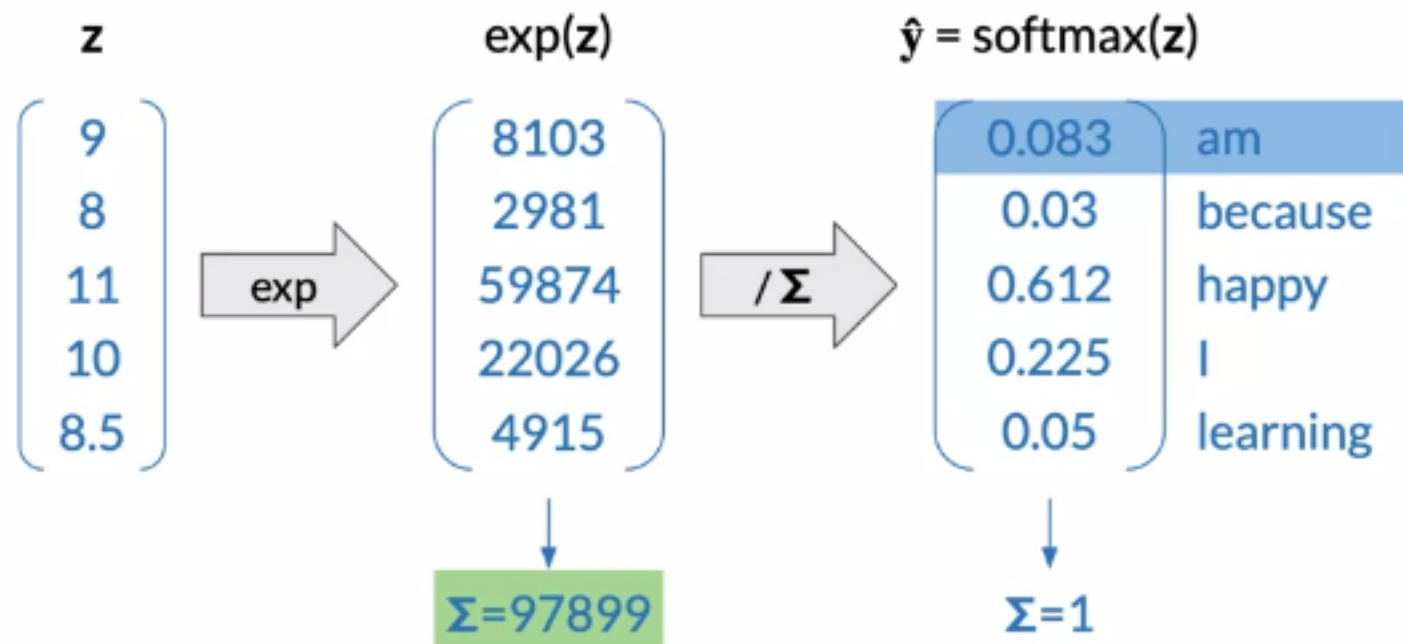 z exp(z) ŷ = softmax(z)
9 8103 0.083 am
8 2981 0.03 because
11 exp 59874 / Σ 0.612 happy
10 22026 0.225 I
8.5 4915 0.05 learning
Σ=97899 Σ=1